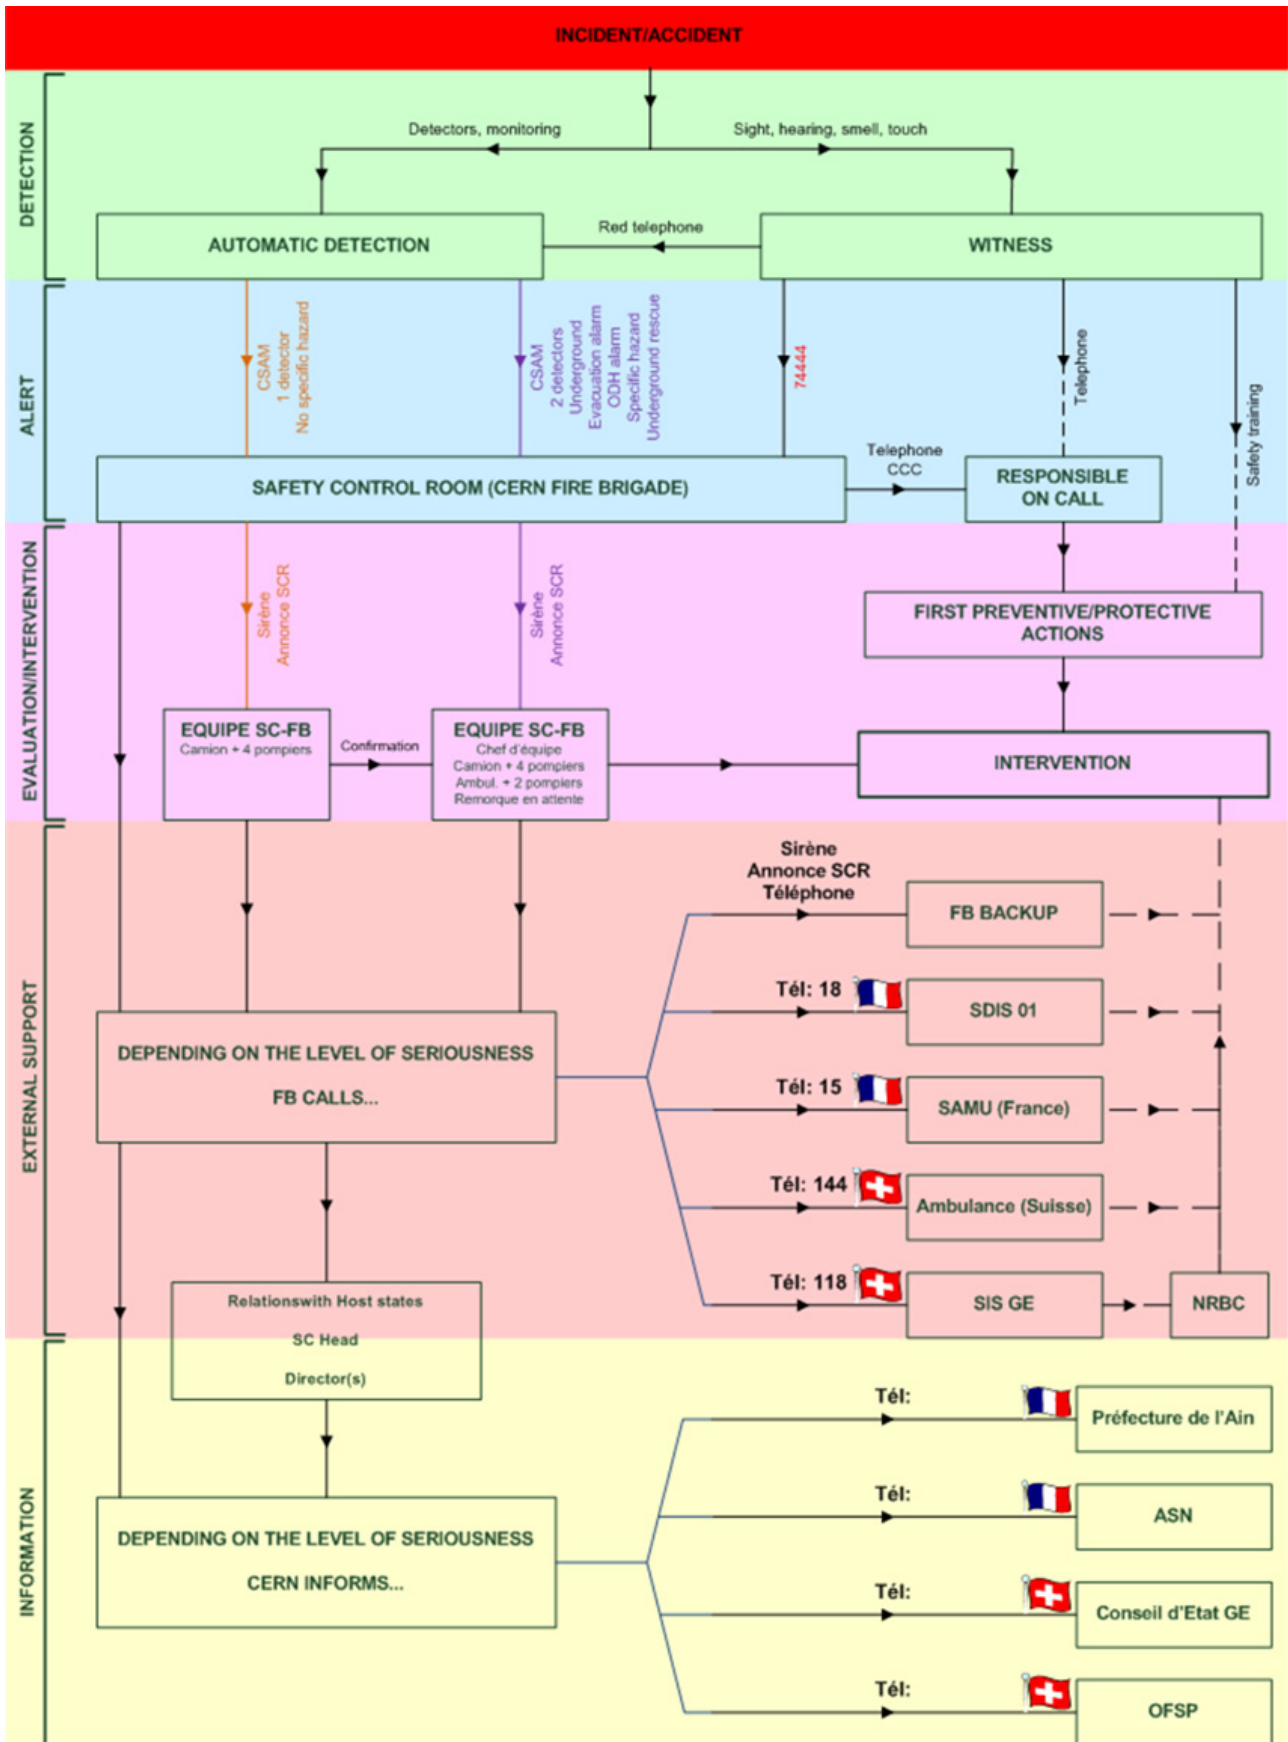 INCIDENT/ACCIDENT
DETECTION
Detectors, monitoring
Sight, hearing, smell, touch
AUTOMATIC DETECTION
Red telephone
WITNESS
ALERT
CSAM
1 detector
No specific hazard
CSAM
2 detectors
Underground
Evacuation alarm
ODH alarm
Specific hazard
Underground rescue
74444
Telephone
Safety training
SAFETY CONTROL ROOM (CERN FIRE BRIGADE)
Telephone
CCC
RESPONSIBLE
ON CALL
EVALUATION/INTERVENTION
Sirène
Annonce SCR
Sirène
Annonce SCR
FIRST PREVENTIVE/PROTECTIVE
ACTIONS
EQUIPE SC-FB
Camion + 4 pompiers
Confirmation
EQUIPE SC-FB
Chef d'équipe
Camion + 4 pompiers
Ambul. + 2 pompiers
Remorque en attente
INTERVENTION
EXTERNAL SUPPORT
Sirène
Annonce SCR
Téléphone
FB BACKUP
Tél: 18
SDIS 01
DEPENDING ON THE LEVEL OF SERIOUSNESS
FB CALLS...
Tél: 15
SAMU (France)
Tél: 144
Ambulance (Suisse)
Tél: 118
SIS GE
NRBC
Relationswith Host states
SC Head
Director(s)
INFORMATION
Tél:
Préfecture de l'Ain
Tél:
ASN
DEPENDING ON THE LEVEL OF SERIOUSNESS
CERN INFORMS...
Tél:
Conseil d'Etat GE
Tél:
OFSP